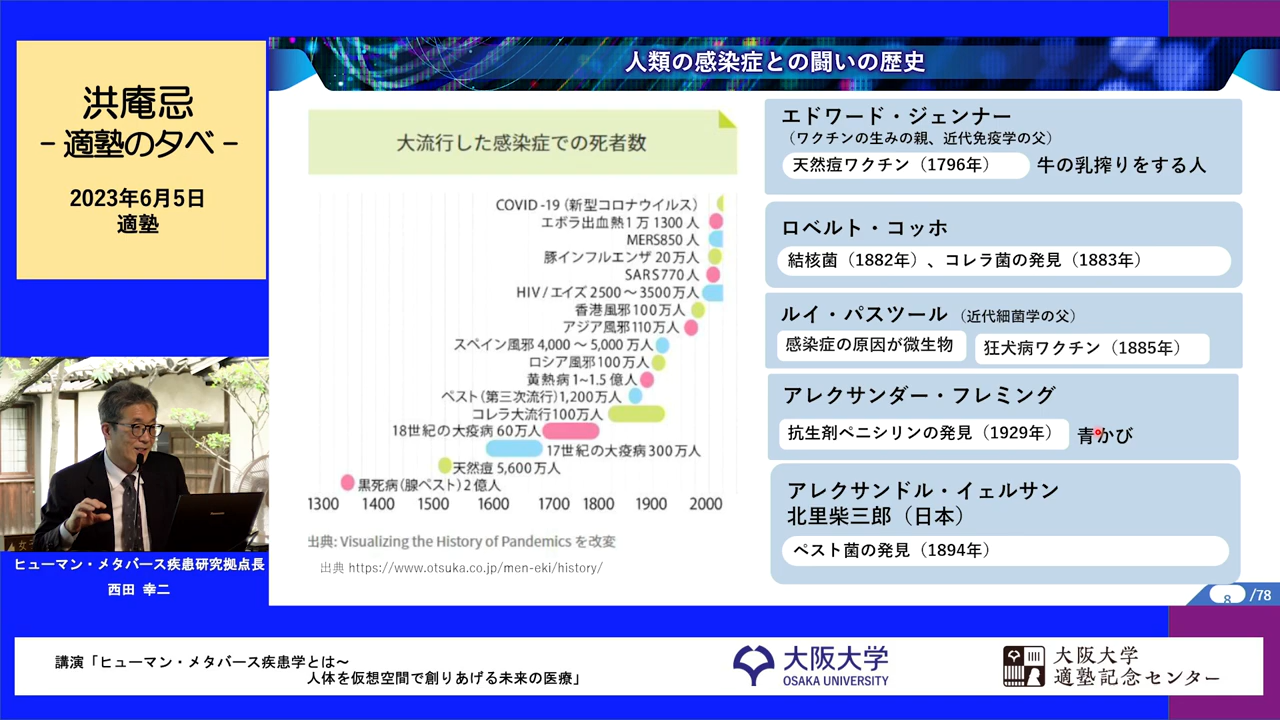 洪庵忌
- 適塾の夕べ -
2023年6月5日
適塾
人類の感染症との闘いの歴史
大流行した感染症での死者数
COVID-19（新型コロナウイルス）
エボラ出血熱1万1300人
MERS850人
豚インフルエンザ 20万人
SARS770人
HIV/エイズ 2500～3500万人
香港風邪100万人
アジア風邪110万人
スペイン風邪 4,000～5,000万人
ロシア風邪100万人
黄熱病1~1.5億人
ペスト（第三次流行）1,200万人
コレラ大流行100万人
18世紀の大疫病 60万人
17世紀の大疫病300万人
天然痘 5,600万人
黒死病（腺ペスト）2億人
1300 1400 1500 1600 1700 1800 1900 2000
出典: Visualizing the History of Pandemics を改変
出典 https://www.otsuka.co.jp/men-eki/history/
エドワード・ジェンナー
（ワクチンの生みの親、近代免疫学の父）
天然痘ワクチン（1796年） 牛の乳搾りをする人
ロベルト・コッホ
結核菌（1882年）、コレラ菌の発見（1883年）
ルイ・パスツール（近代細菌学の父）
感染症の原因が微生物 狂犬病ワクチン（1885年）
アレクサンダー・フレミング
抗生剤ペニシリンの発見（1929年） 青かび
アレクサンドル・イェルサン
北里柴三郎（日本）
ペスト菌の発見（1894年）
8 /78
ヒューマン・メタバース疾患研究拠点長
西田 幸二
講演「ヒューマン・メタバース疾患学とは～
人体を仮想空間で創りあげる未来の医療」
大阪大学
OSAKA UNIVERSITY
大阪大学
適塾記念センター